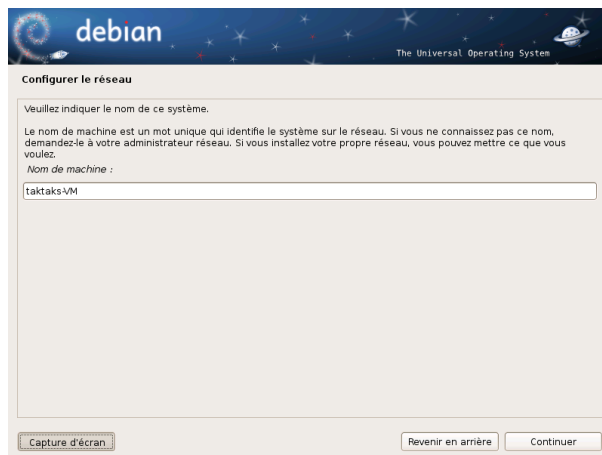 debian
The Universal Operating System
Configurer le réseau
Veuillez indiquer le nom de ce système.
Le nom de machine est un mot unique qui identifie le système sur le réseau. Si vous ne connaissez pas ce nom,
demandez-le à votre administrateur réseau. Si vous installez votre propre réseau, vous pouvez mettre ce que vous
voulez.
Nom de machine :
taktaks-VM
Capture d'écran
Revenir en arrière
Continuer